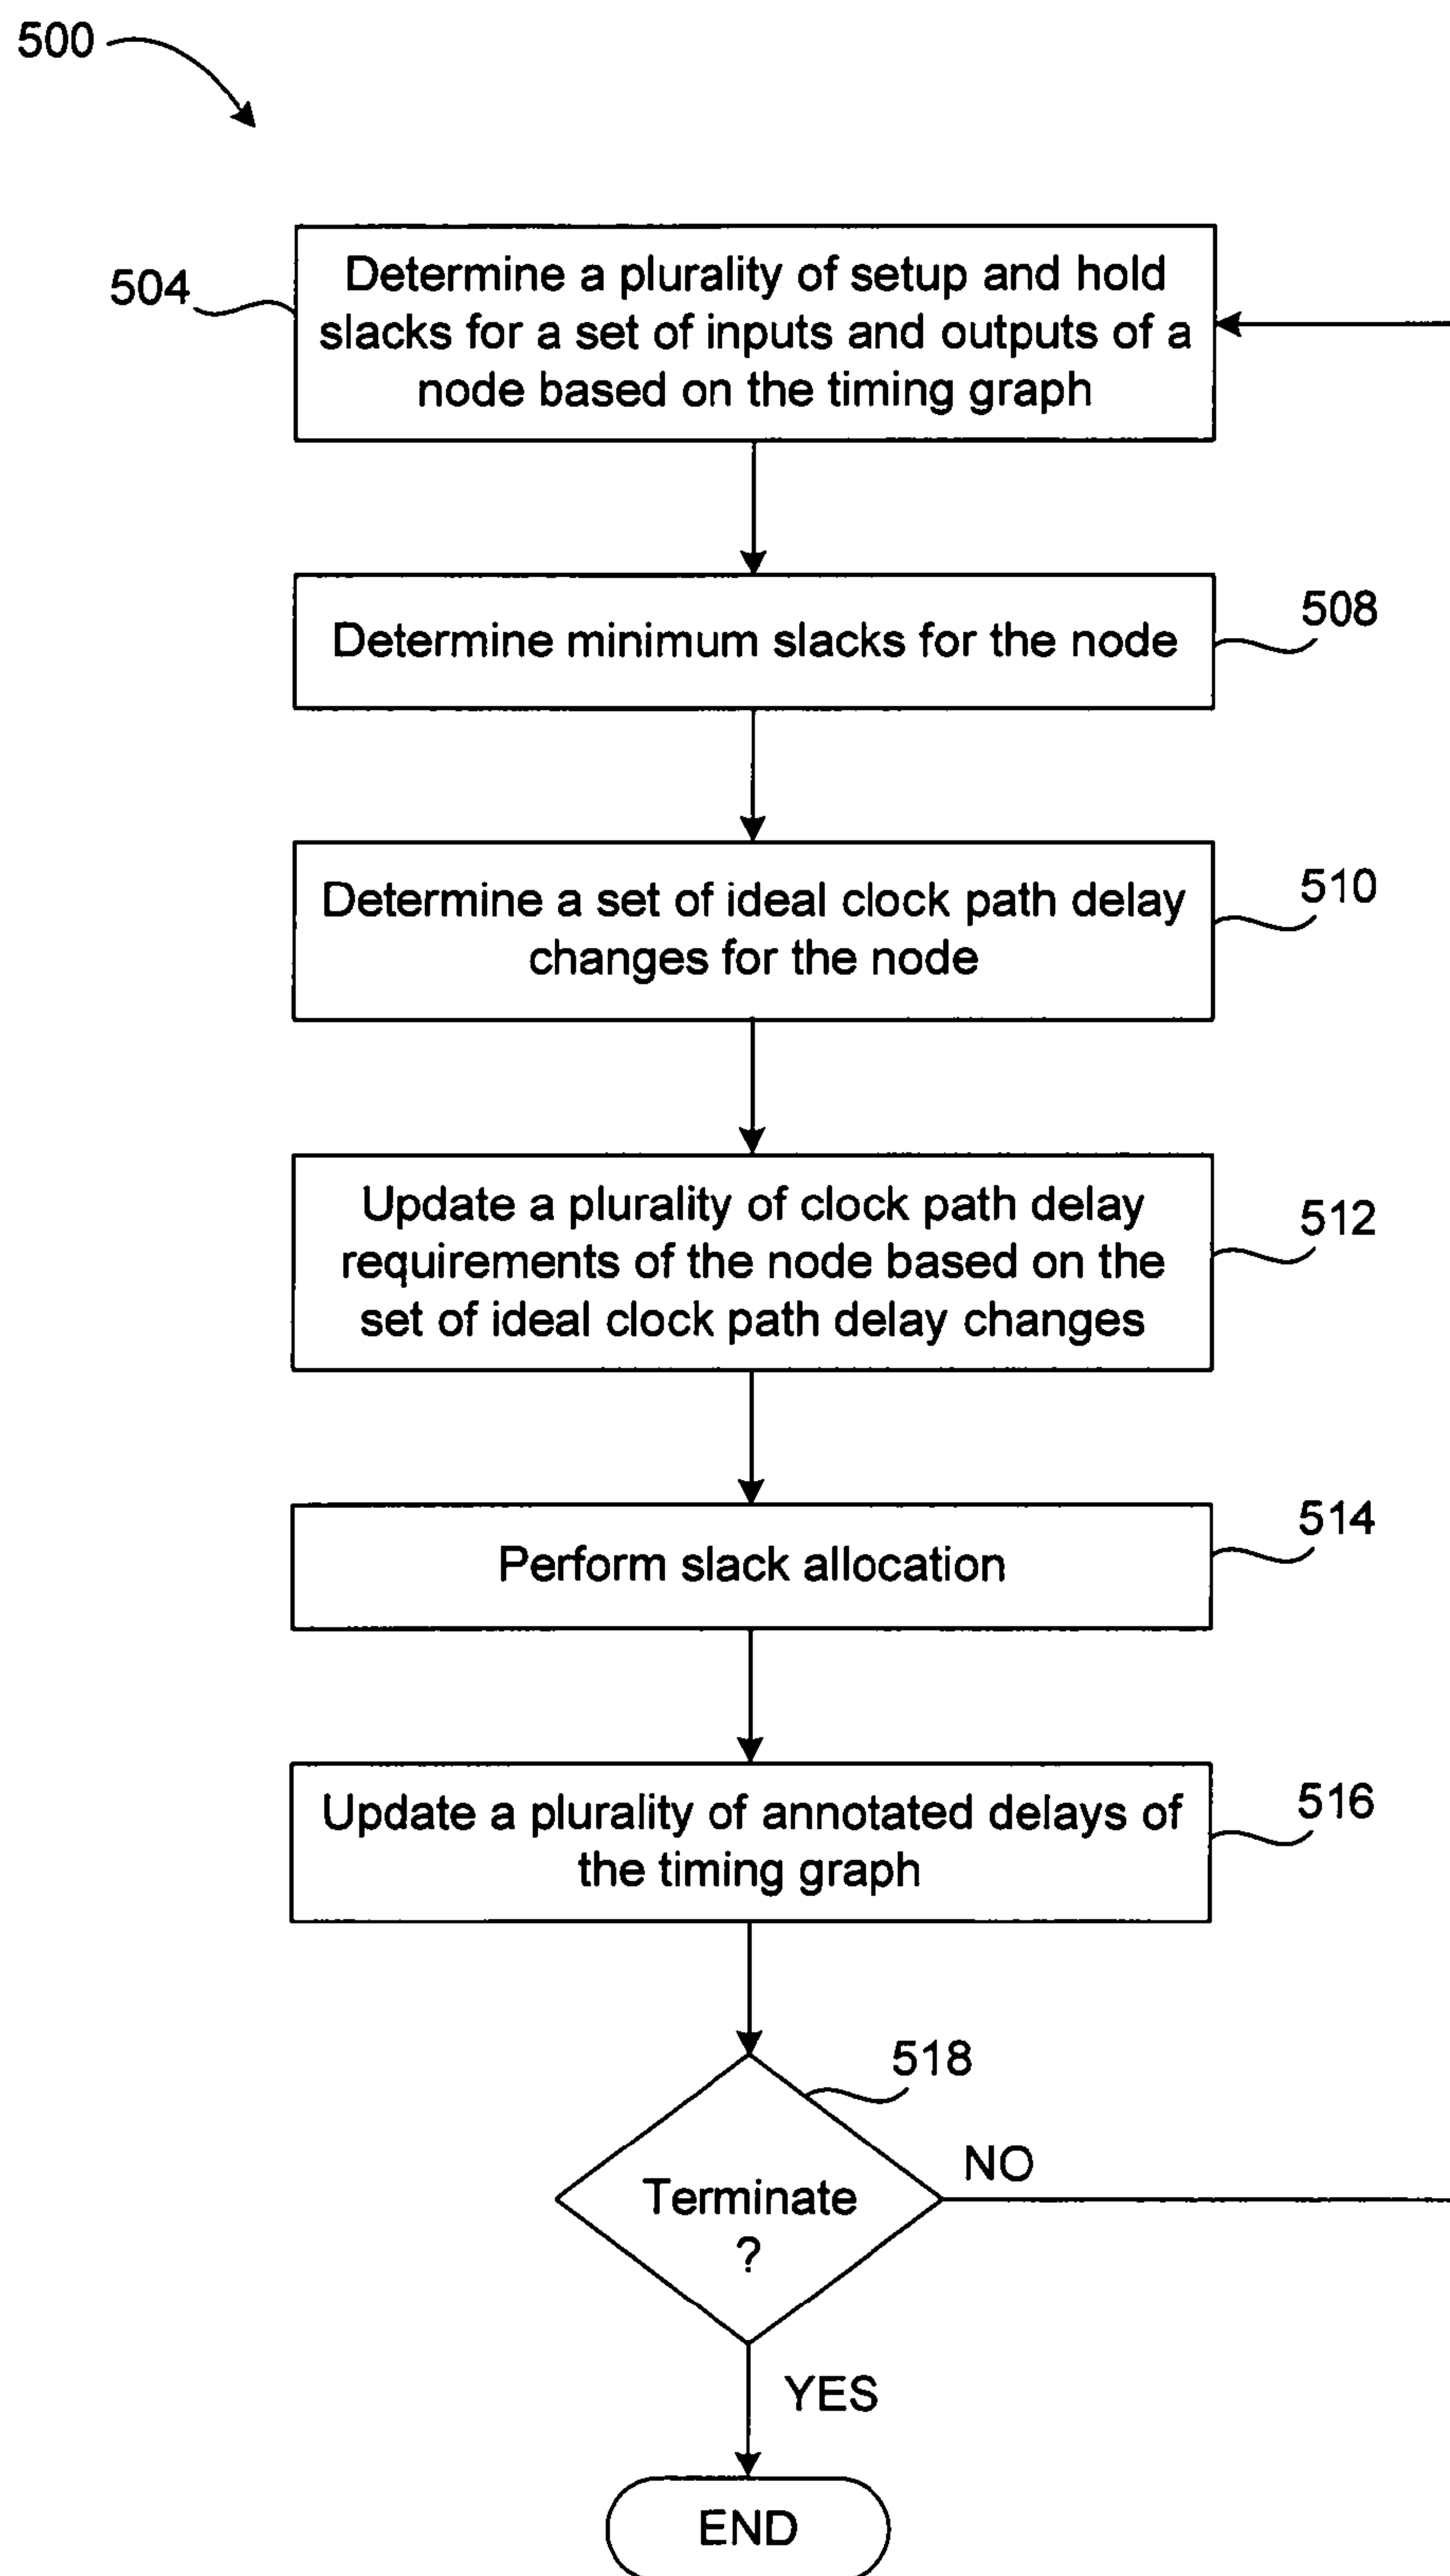 500
504
Determine a plurality of setup and hold
slacks for a set of inputs and outputs of a
node based on the timing graph
Determine minimum slacks for the node
508
Determine a set of ideal clock path delay
changes for the node
510
Update a plurality of clock path delay
requirements of the node based on the
set of ideal clock path delay changes
512
Perform slack allocation
514
Update a plurality of annotated delays of
the timing graph
516
518
Terminate
?
NO
YES
END